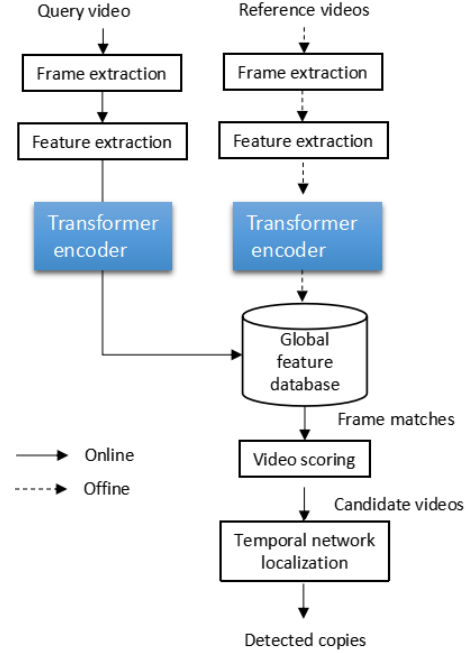 Query video
Reference videos
Frame extraction
Frame extraction
Feature extraction
Feature extraction
Transformer
encoder
Transformer
encoder
Global
feature
database
Frame matches
Online
Video scoring
Offine
Candidate videos
Temporal network
localization
Detected copies